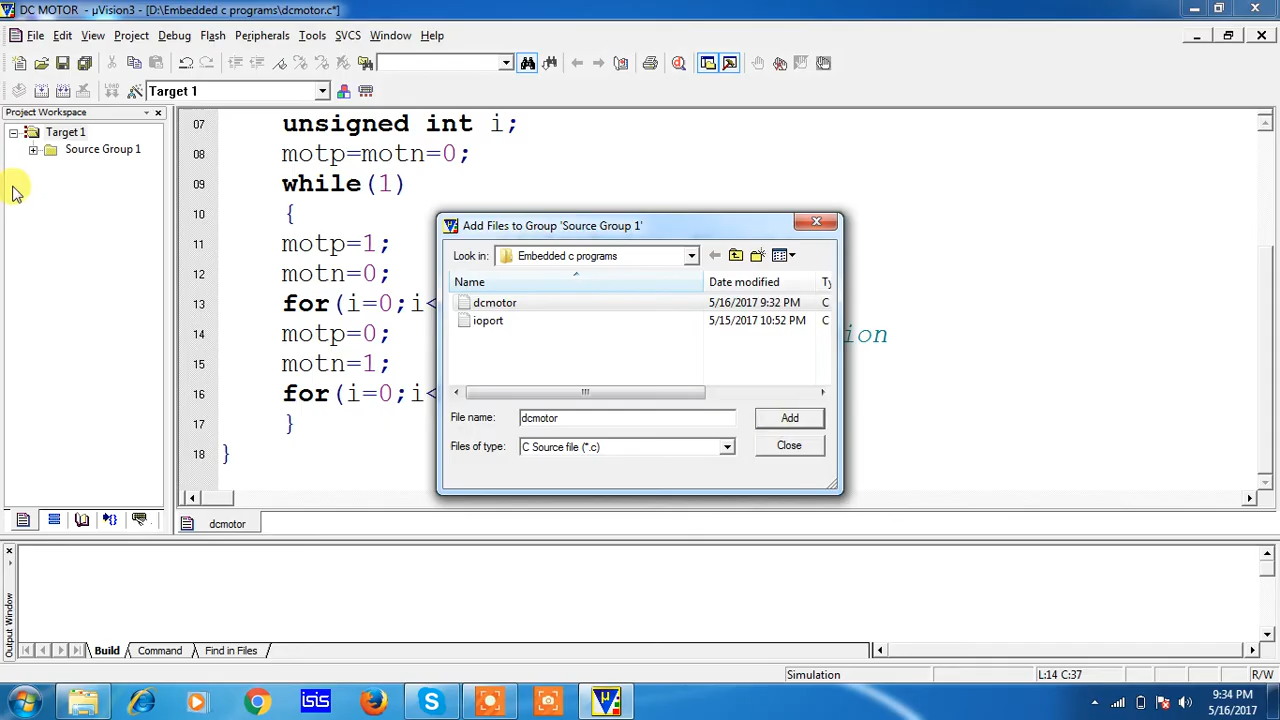 DC MOTOR - µVision3 - [D:\Embedded c programs\dcmotor.c*]
File Edit View Project Debug Flash Peripherals Tools SVCS Window Help
LOAD Target 1
Project Workspace
Target 1
Source Group 1
07 unsigned int i;
08 motp=motn=0;
09 while(1)
10 {
11 motp=1;
12 motn=0;
13 for(i=0;i<
14 motp=0; ion
15 motn=1;
16 for(i=0;i<
17 }
18 }
Add Files to Group 'Source Group 1'
Look in: Embedded c programs
Name Date modified Ty
dcmotor 5/16/2017 9:32 PM C
ioport 5/15/2017 10:52 PM C
File name: dcmotor Add
Files of type: C Source file (*.c) Close
dcmotor
Output Window
Build Command Find in Files
Simulation L:14 C:37 R/W
isis
9:34 PM
5/16/2017